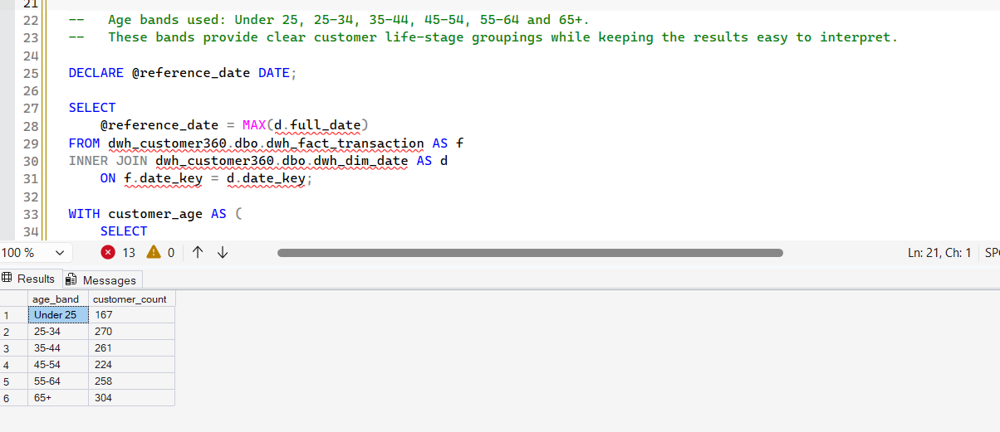 21
22 -- Age bands used: Under 25, 25-34, 35-44, 45-54, 55-64 and 65+.
23 -- These bands provide clear customer life-stage groupings while keeping the results easy to interpret.
24
25 DECLARE @reference_date DATE;
26
27 SELECT
28 @reference_date = MAX(d.full_date)
29 FROM dwh_customer360.dbo.dwh_fact_transaction AS f
30 INNER JOIN dwh_customer360.dbo.dwh_dim_date AS d
31 ON f.date_key = d.date_key;
32
33 WITH customer_age AS (
34 SELECT
100 % 13 0 Ln: 21, Ch: 1
Results Messages
age_band customer_count
1 Under 25 167
2 25-34 270
3 35-44 261
4 45-54 224
5 55-64 258
6 65+ 304